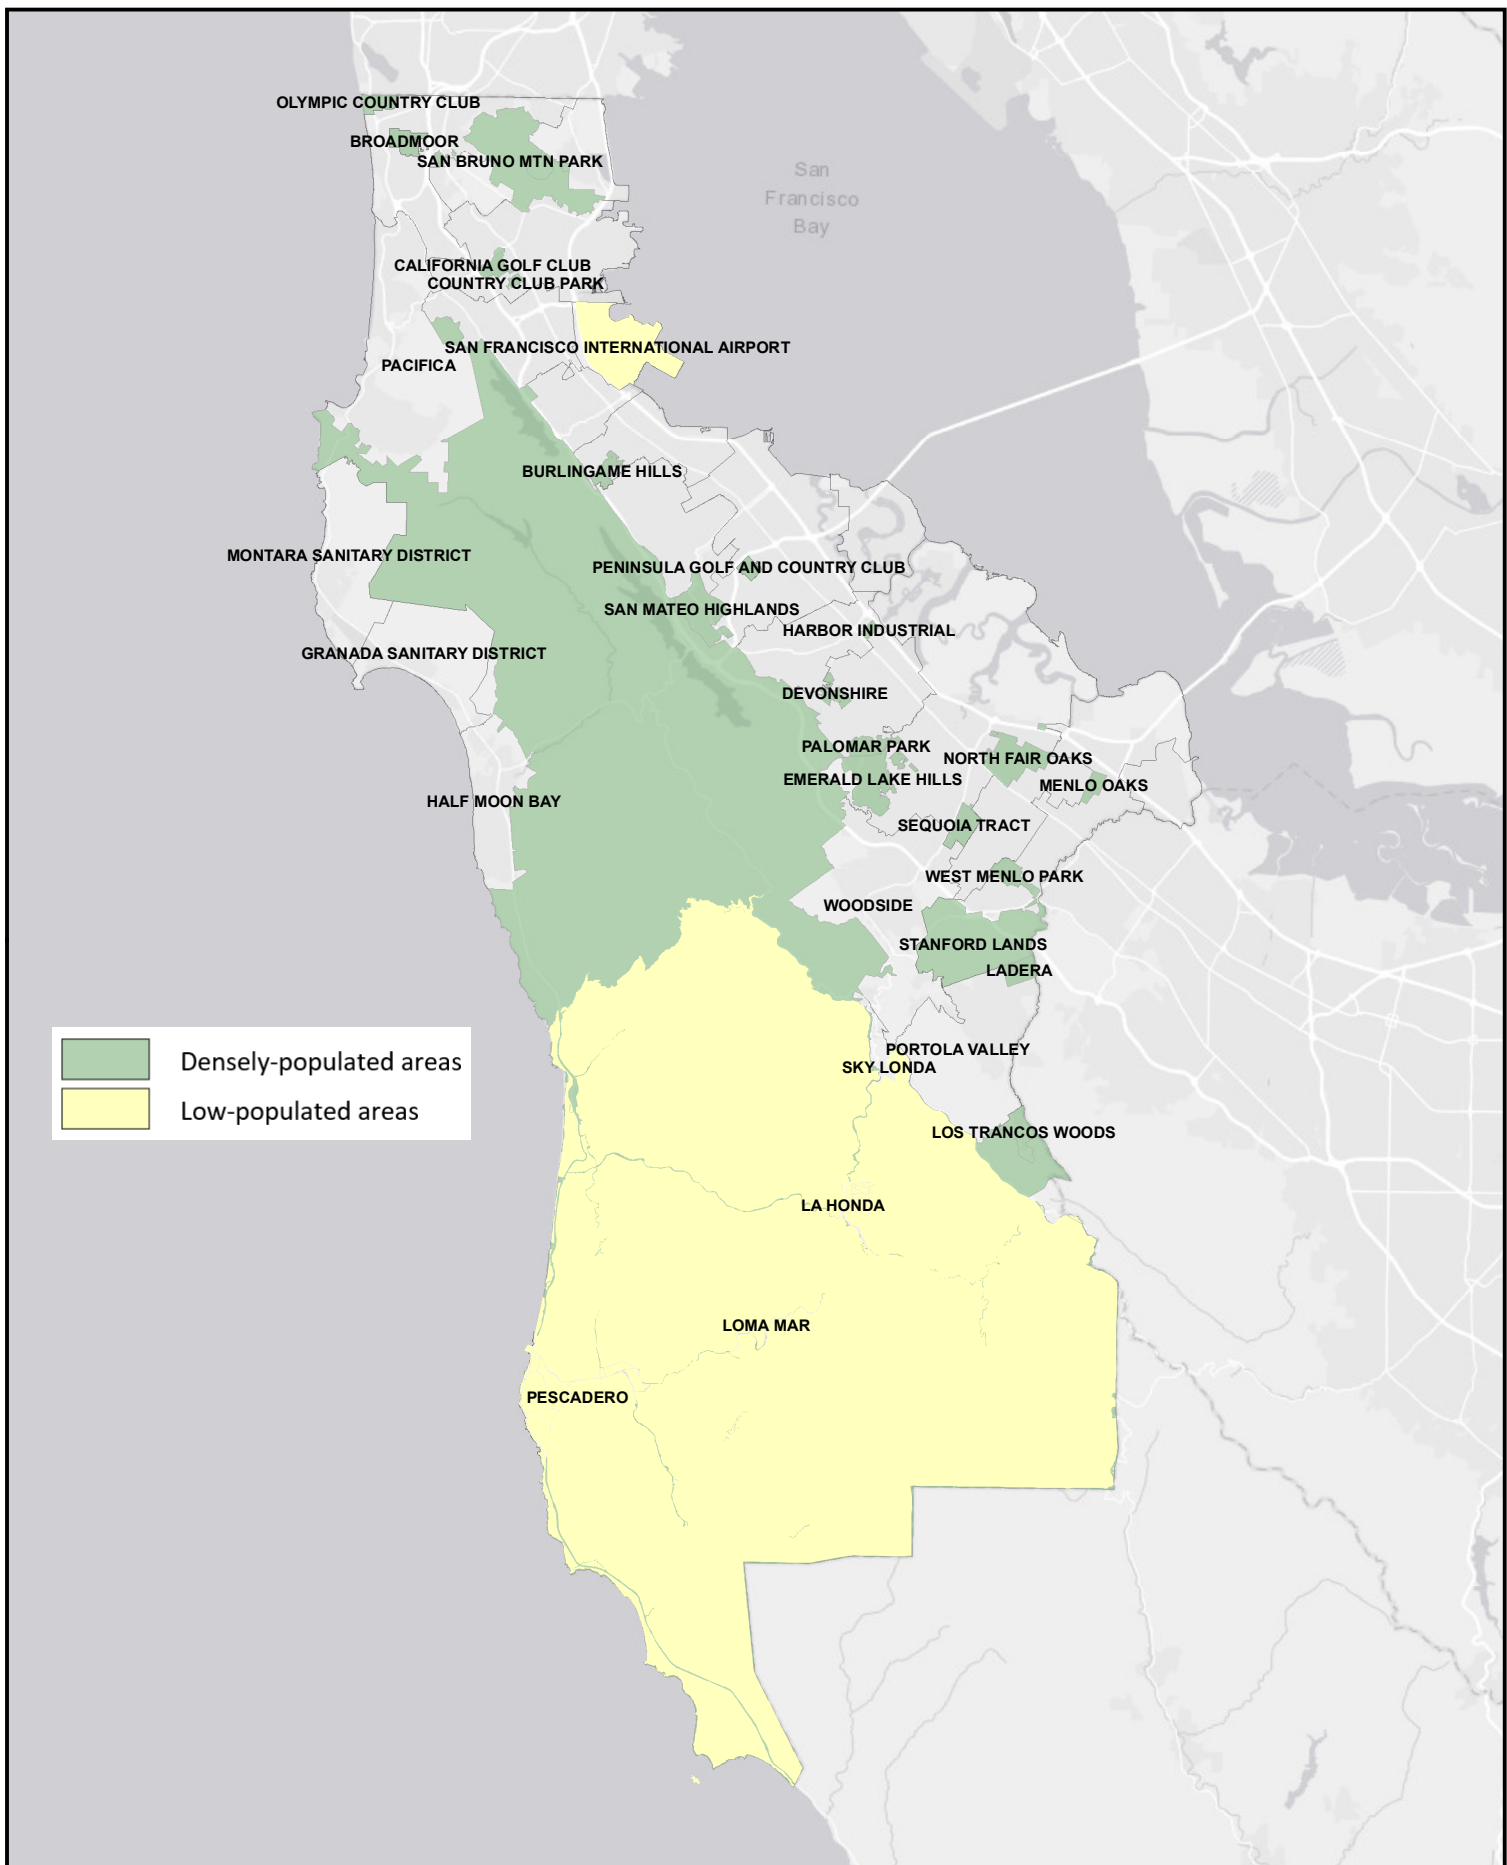 OLYMPIC COUNTRY CLUB
BROADMOOR
SAN BRUNO MTN PARK
San
Francisco
Bay
CALIFORNIA GOLF CLUB
COUNTRY CLUB PARK
SAN FRANCISCO INTERNATIONAL AIRPORT
PACIFICA
BURLINGAME HILLS
MONTARA SANITARY DISTRICT
PENINSULA GOLF AND COUNTRY CLUB
SAN MATEO HIGHLANDS
HARBOR INDUSTRIAL
GRANADA SANITARY DISTRICT
DEVONSHIRE
PALOMAR PARK
NORTH FAIR OAKS
EMERALD LAKE HILLS
MENLO OAKS
HALF MOON BAY
SEQUOIA TRACT
WEST MENLO PARK
WOODSIDE
STANFORD LANDS
LADERA
PORTOLA VALLEY
SKY LONDA
Densely-populated areas
Low-populated areas
LOS TRANCOS WOODS
LA HONDA
LOMA MAR
PESCADERO